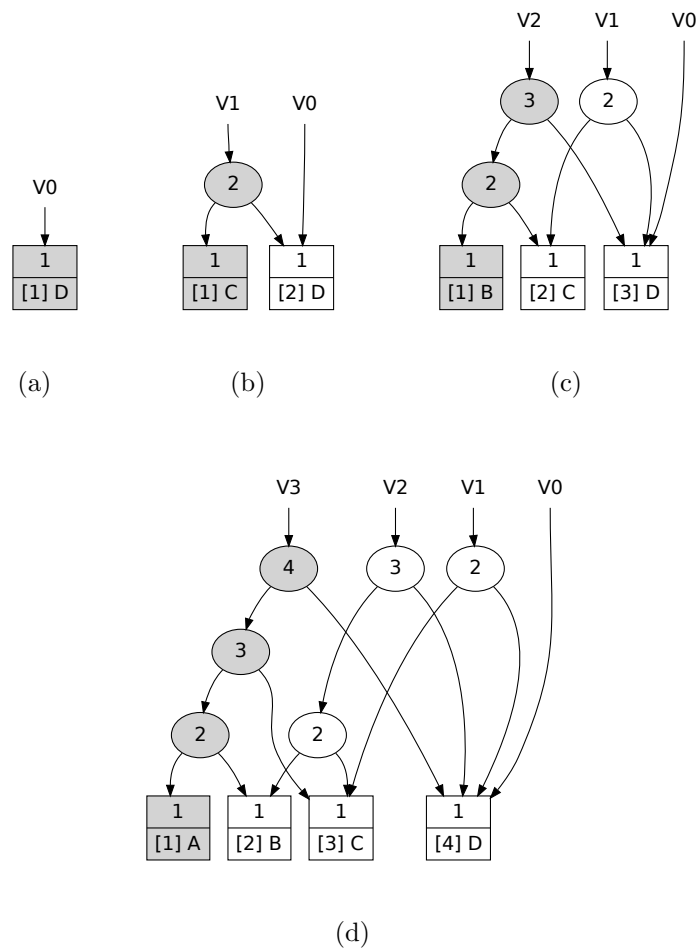 V2 V1 V0
3 2
V1 V0
2
2
V0
1
[1] D
1 1
[1] C [2] D
1 1 1
[1] B [2] C [3] D
(a) (b) (c)
V3 V2 V1 V0
4 3 2
3
2 2
1 1 1 1
[1] A [2] B [3] C [4] D
(d)